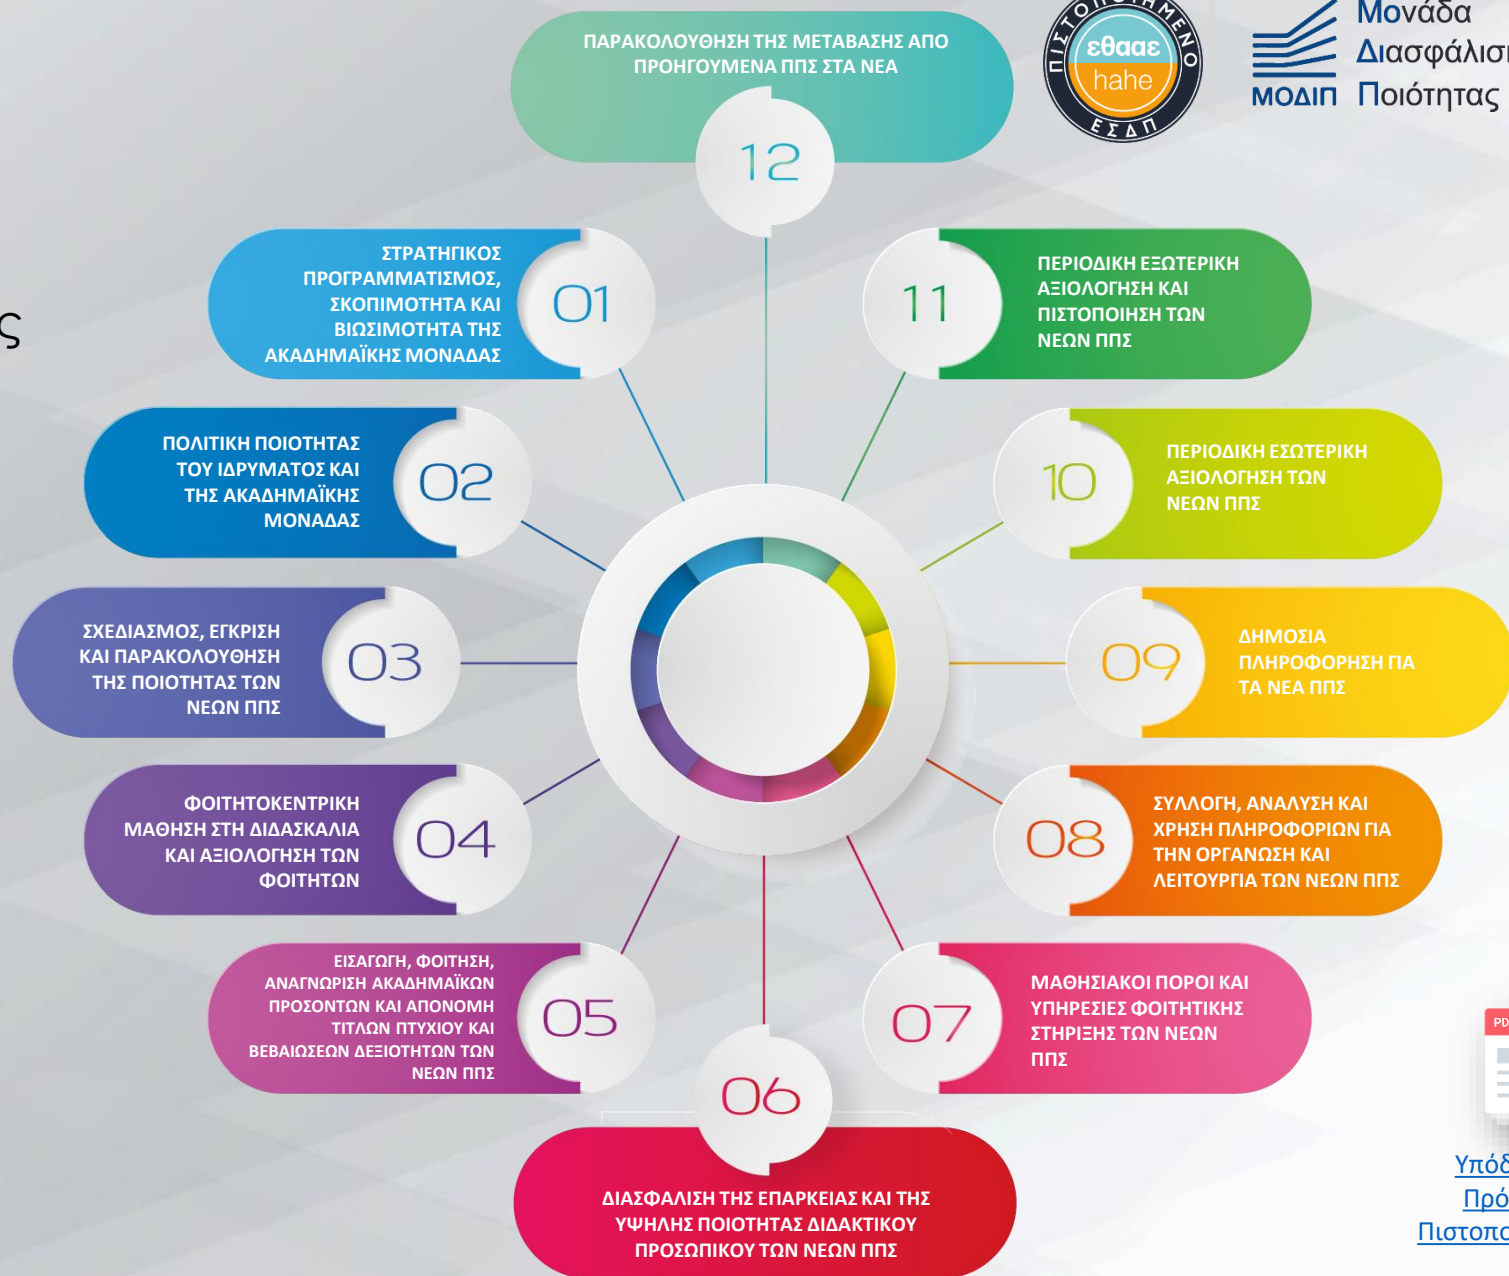 ΠΑΡΑΚΟΛΟΥΘΗΣΗ ΤΗΣ ΜΕΤΑΒΑΣΗΣ ΑΠΟ
ΠΡΟΗΓΟΥΜΕΝΑ ΠΠΣ ΣΤΑ ΝΕΑ
12
ΠΙΣΤΟΠΟΙΗΜΕΝΟ
εθααε
hahe
ΕΣΔΠ
Μονάδα
ΜΟΔΙΠ Ποιότητας
ΣΤΡΑΤΗΓΙΚΟΣ
ΠΡΟΓΡΑΜΜΑΤΙΣΜΟΣ,
ΣΚΟΠΙΜΟΤΗΤΑ ΚΑΙ
ΒΙΩΣΙΜΟΤΗΤΑ ΤΗΣ
ΑΚΑΔΗΜΑΪΚΗΣ ΜΟΝΑΔΑΣ
01
ΠΟΛΙΤΙΚΗ ΠΟΙΟΤΗΤΑΣ
ΤΟΥ ΙΔΡΥΜΑΤΟΣ ΚΑΙ
ΤΗΣ ΑΚΑΔΗΜΑΪΚΗΣ
ΜΟΝΑΔΑΣ
02
ΣΧΕΔΙΑΣΜΟΣ, ΕΓΚΡΙΣΗ
ΚΑΙ ΠΑΡΑΚΟΛΟΥΘΗΣΗ
ΤΗΣ ΠΟΙΟΤΗΤΑΣ ΤΩΝ
ΝΕΩΝ ΠΠΣ
03
ΦΟΙΤΗΤΟΚΕΝΤΡΙΚΗ
ΜΑΘΗΣΗ ΣΤΗ ΔΙΔΑΣΚΑΛΙΑ
ΚΑΙ ΑΞΙΟΛΟΓΗΣΗ ΤΩΝ
ΦΟΙΤΗΤΩΝ
04
ΕΙΣΑΓΩΓΗ, ΦΟΙΤΗΣΗ,
ΑΝΑΓΝΩΡΙΣΗ ΑΚΑΔΗΜΑΪΚΩΝ
ΠΡΟΣΟΝΤΩΝ ΚΑΙ ΑΠΟΝΟΜΗ
ΤΙΤΛΩΝ ΠΤΥΧΙΟΥ ΚΑΙ
ΒΕΒΑΙΩΣΕΩΝ ΔΕΞΙΟΤΗΤΩΝ ΤΩΝ
ΝΕΩΝ ΠΠΣ
05
06
ΔΙΑΣΦΑΛΙΣΗ ΤΗΣ ΕΠΑΡΚΕΙΑΣ ΚΑΙ ΤΗΣ
ΥΨΗΛΗΣ ΠΟΙΟΤΗΤΑΣ ΔΙΔΑΚΤΙΚΟΥ
ΠΡΟΣΩΠΙΚΟΥ ΤΩΝ ΝΕΩΝ ΠΠΣ
07
ΜΑΘΗΣΙΑΚΟΙ ΠΟΡΟΙ ΚΑΙ
ΥΠΗΡΕΣΙΕΣ ΦΟΙΤΗΤΙΚΗΣ
ΣΤΗΡΙΞΗΣ ΤΩΝ ΝΕΩΝ
ΠΠΣ
08
ΣΥΛΛΟΓΗ, ΑΝΑΛΥΣΗ ΚΑΙ
ΧΡΗΣΗ ΠΛΗΡΟΦΟΡΙΩΝ ΓΙΑ
ΤΗΝ ΟΡΓΑΝΩΣΗ ΚΑΙ
ΛΕΙΤΟΥΡΓΙΑ ΤΩΝ ΝΕΩΝ ΠΠΣ
09
ΔΗΜΟΣΙΑ
ΠΛΗΡΟΦΟΡΗΣΗ ΓΙΑ
ΤΑ ΝΕΑ ΠΠΣ
10
ΠΕΡΙΟΔΙΚΗ ΕΣΩΤΕΡΙΚΗ
ΑΞΙΟΛΟΓΗΣΗ ΤΩΝ
ΝΕΩΝ ΠΠΣ
11
ΠΕΡΙΟΔΙΚΗ ΕΞΩΤΕΡΙΚΗ
ΑΞΙΟΛΟΓΗΣΗ ΚΑΙ
ΠΙΣΤΟΠΟΙΗΣΗ ΤΩΝ
ΝΕΩΝ ΠΠΣ